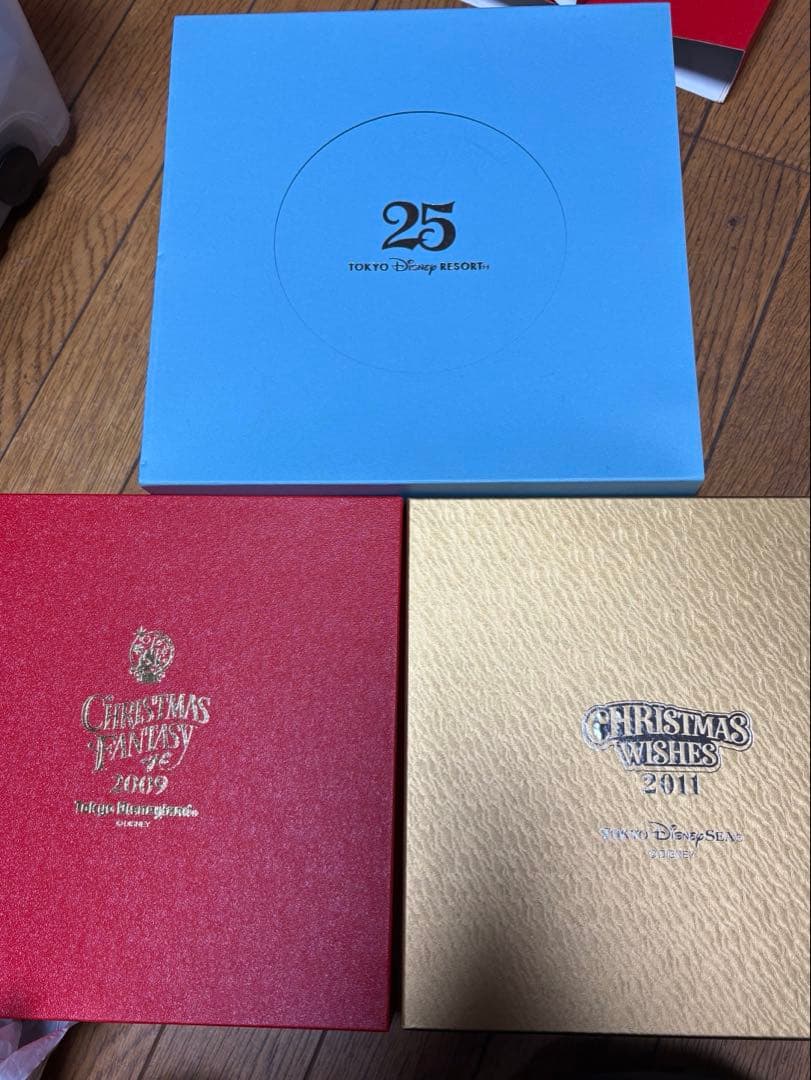 25
TOKYO Disney RESORT
CHRISTMAS
FANTASY
2009
Tokyo Disneyland®
©DISNEY
CHRISTMAS
WISHES
2011
TOKYO DISNEYSEA®
©DISNEY